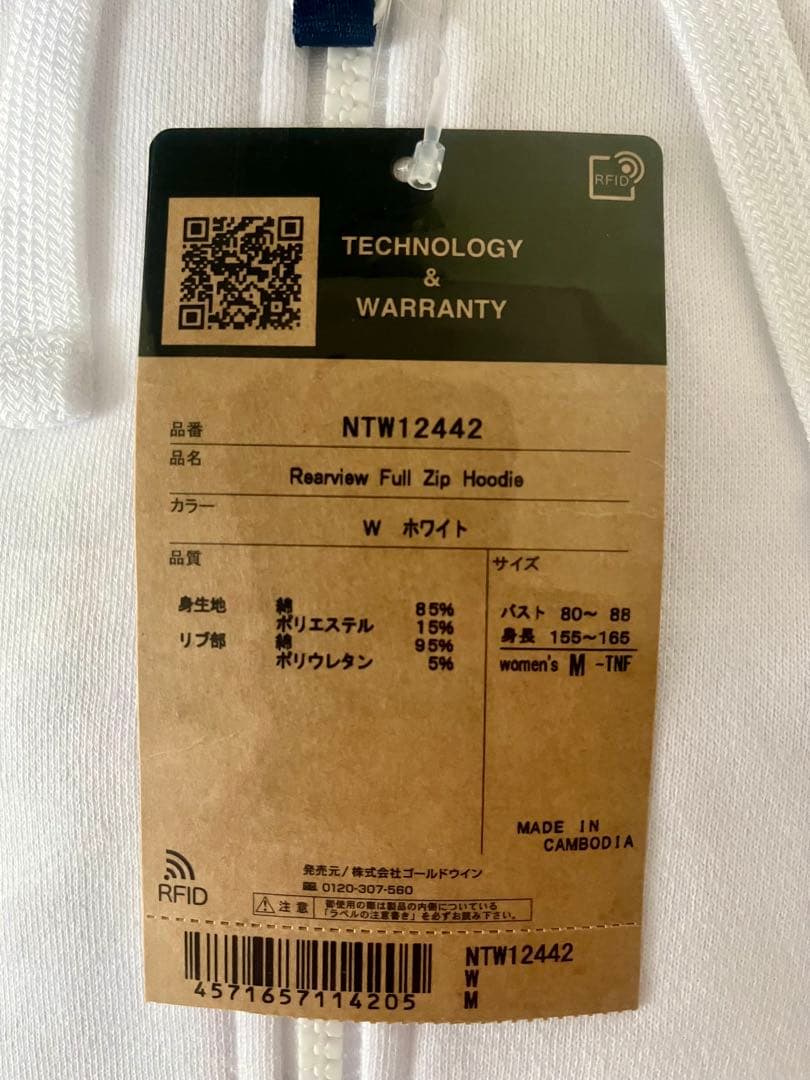 RFID
TECHNOLOGY
&
WARRANTY
品番 NTW12442
品名 Rearview Full Zip Hoodie
カラー W ホワイト
品質
サイズ
身生地 綿 85%
ポリエステル 15%
リブ部 綿 95%
ポリウレタン 5%
バスト 80〜 88
身長 155〜165
women's M -TNF
MADE IN
CAMBODIA
RFID
発売元/株式会社ゴールドウイン
0120-307-560
注意 御使用の際は製品の内側についている
「ラベルの注意書き」を必ずお読み下さい。
4571657114205
NTW12442
W
M